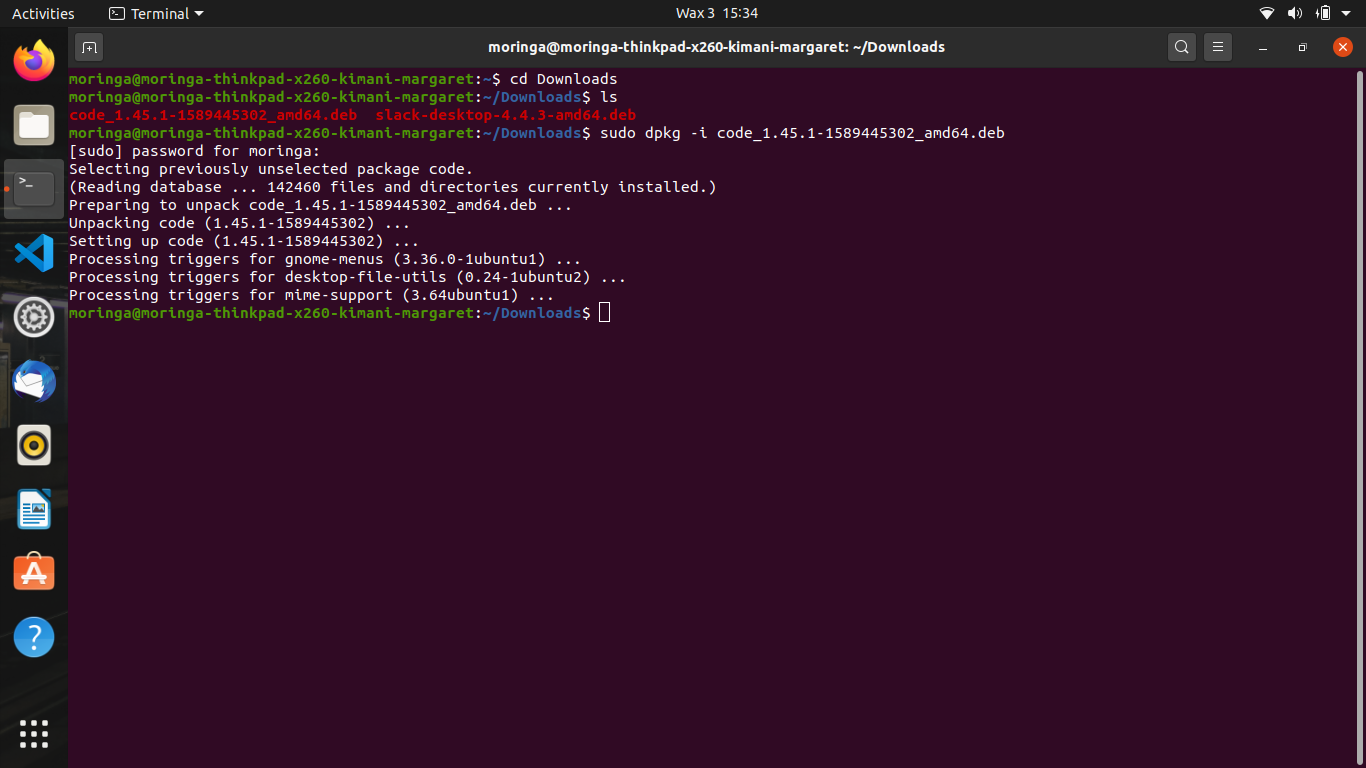 Activities
Terminal
Wax 3 15:34
moringa@moringa-thinkpad-x260-kimani-margaret: ~/Downloads
moringa@moringa-thinkpad-x260-kimani-margaret:~$ cd Downloads
moringa@moringa-thinkpad-x260-kimani-margaret:~/Downloads$ ls
code_1.45.1-1589445302_amd64.deb  slack-desktop-4.4.3-amd64.deb
moringa@moringa-thinkpad-x260-kimani-margaret:~/Downloads$ sudo dpkg -i code_1.45.1-1589445302_amd64.deb
[sudo] password for moringa:
Selecting previously unselected package code.
(Reading database ... 142460 files and directories currently installed.)
Preparing to unpack code_1.45.1-1589445302_amd64.deb ...
Unpacking code (1.45.1-1589445302) ...
Setting up code (1.45.1-1589445302) ...
Processing triggers for gnome-menus (3.36.0-1ubuntu1) ...
Processing triggers for desktop-file-utils (0.24-1ubuntu2) ...
Processing triggers for mime-support (3.64ubuntu1) ...
moringa@moringa-thinkpad-x260-kimani-margaret:~/Downloads$